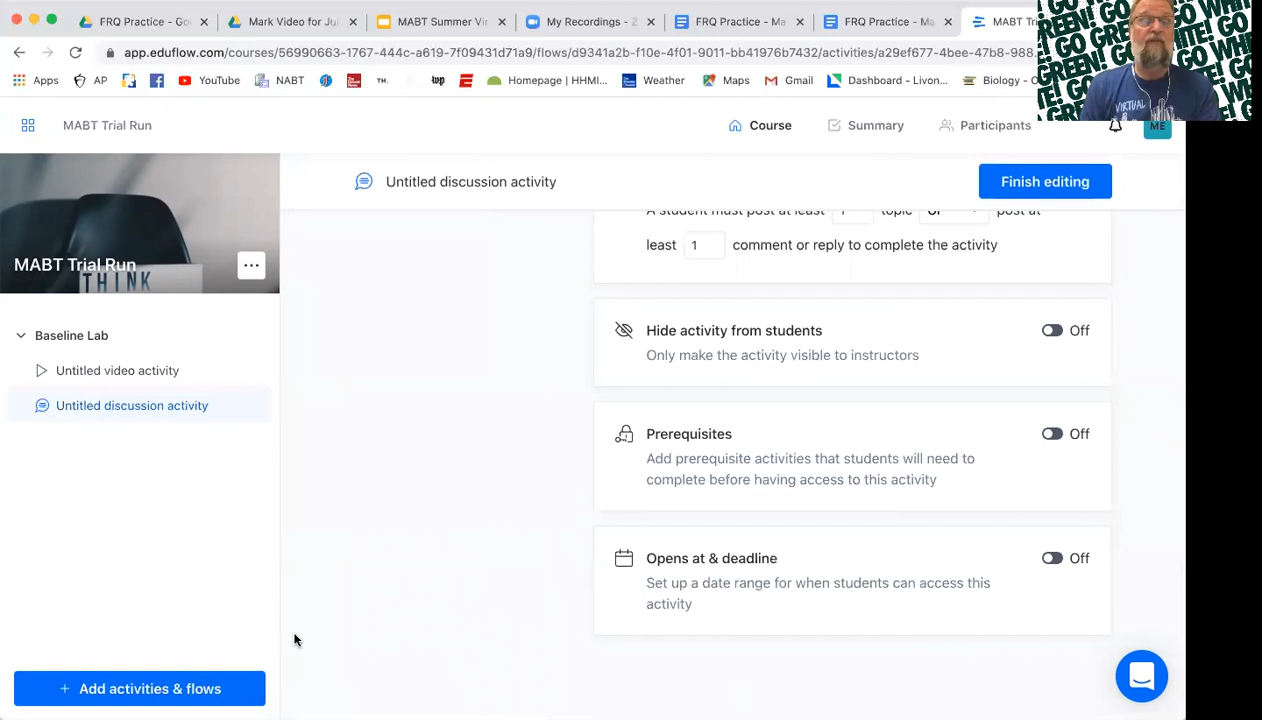 FRQ Practice - Go
Mark Video for Jul
MABT Summer Vir
My Recordings - Z
FRQ Practice - Ma
FRQ Practice - Ma
MABT Tri
app.eduflow.com/courses/56990663-1767-444c-a619-7f09431d71a9/flows/d9341a2b-f10e-4f01-9011-bb41976b7432/activities/a29ef677-4bee-47b8-988
Apps
AP
YouTube
NABT
TH.
wp
Homepage | HHMI...
Weather
Maps
Gmail
Dashboard - Livon...
Biology - C
GREEN! GO WHITE! GO
VIRTUAL
MABT Trial Run
Course
Summary
Participants
ME
Untitled discussion activity
Finish editing
MABT Trial Run
THINK
A student must post at least 1 topic or post at
least 1 comment or reply to complete the activity
Baseline Lab
Untitled video activity
Untitled discussion activity
Hide activity from students
Off
Only make the activity visible to instructors
Prerequisites
Off
Add prerequisite activities that students will need to
complete before having access to this activity
Opens at & deadline
Off
Set up a date range for when students can access this
activity
+ Add activities & flows